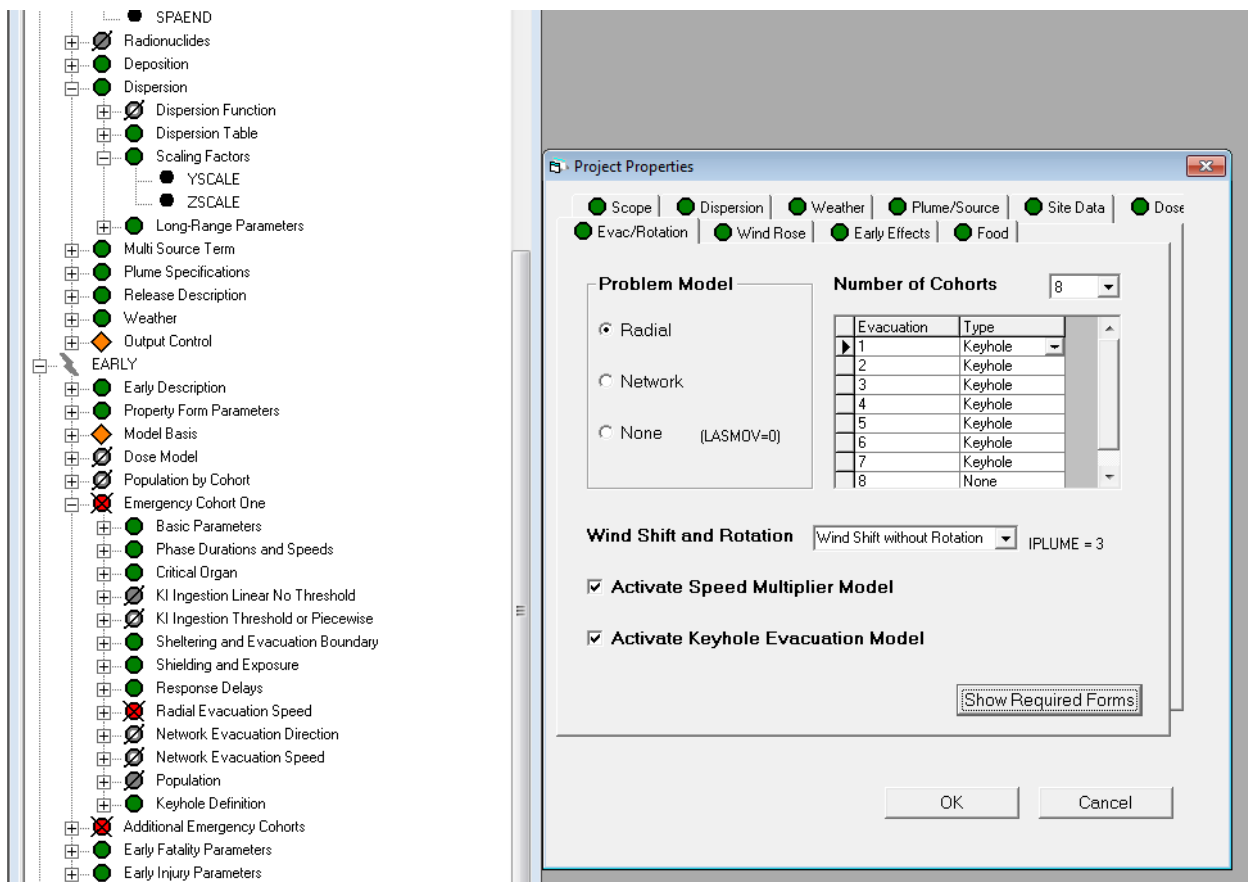 SPAEND
Radionuclides
Deposition
Dispersion
Dispersion Function
Dispersion Table
Scaling Factors
YSCALE
ZSCALE
Long-Range Parameters
Multi Source Term
Plume Specifications
Release Description
Weather
Output Control
EARLY
Early Description
Property Form Parameters
Model Basis
Dose Model
Population by Cohort
Emergency Cohort One
Basic Parameters
Phase Durations and Speeds
Critical Organ
KI Ingestion Linear No Threshold
KI Ingestion Threshold or Piecewise
Sheltering and Evacuation Boundary
Shielding and Exposure
Response Delays
Radial Evacuation Speed
Network Evacuation Direction
Network Evacuation Speed
Population
Keyhole Definition
Additional Emergency Cohorts
Early Fatality Parameters
Early Injury Parameters
Project Properties
Scope Dispersion Weather Plume/Source Site Data Dose
Evac/Rotation Wind Rose Early Effects Food
Problem Model
Radial
Network
None (LASMOV=0)
Number of Cohorts 8
Evacuation Type
1 Keyhole
2 Keyhole
3 Keyhole
4 Keyhole
5 Keyhole
6 Keyhole
7 Keyhole
8 None
Wind Shift and Rotation Wind Shift without Rotation IPLUME = 3
Activate Speed Multiplier Model
Activate Keyhole Evacuation Model
Show Required Forms
OK Cancel